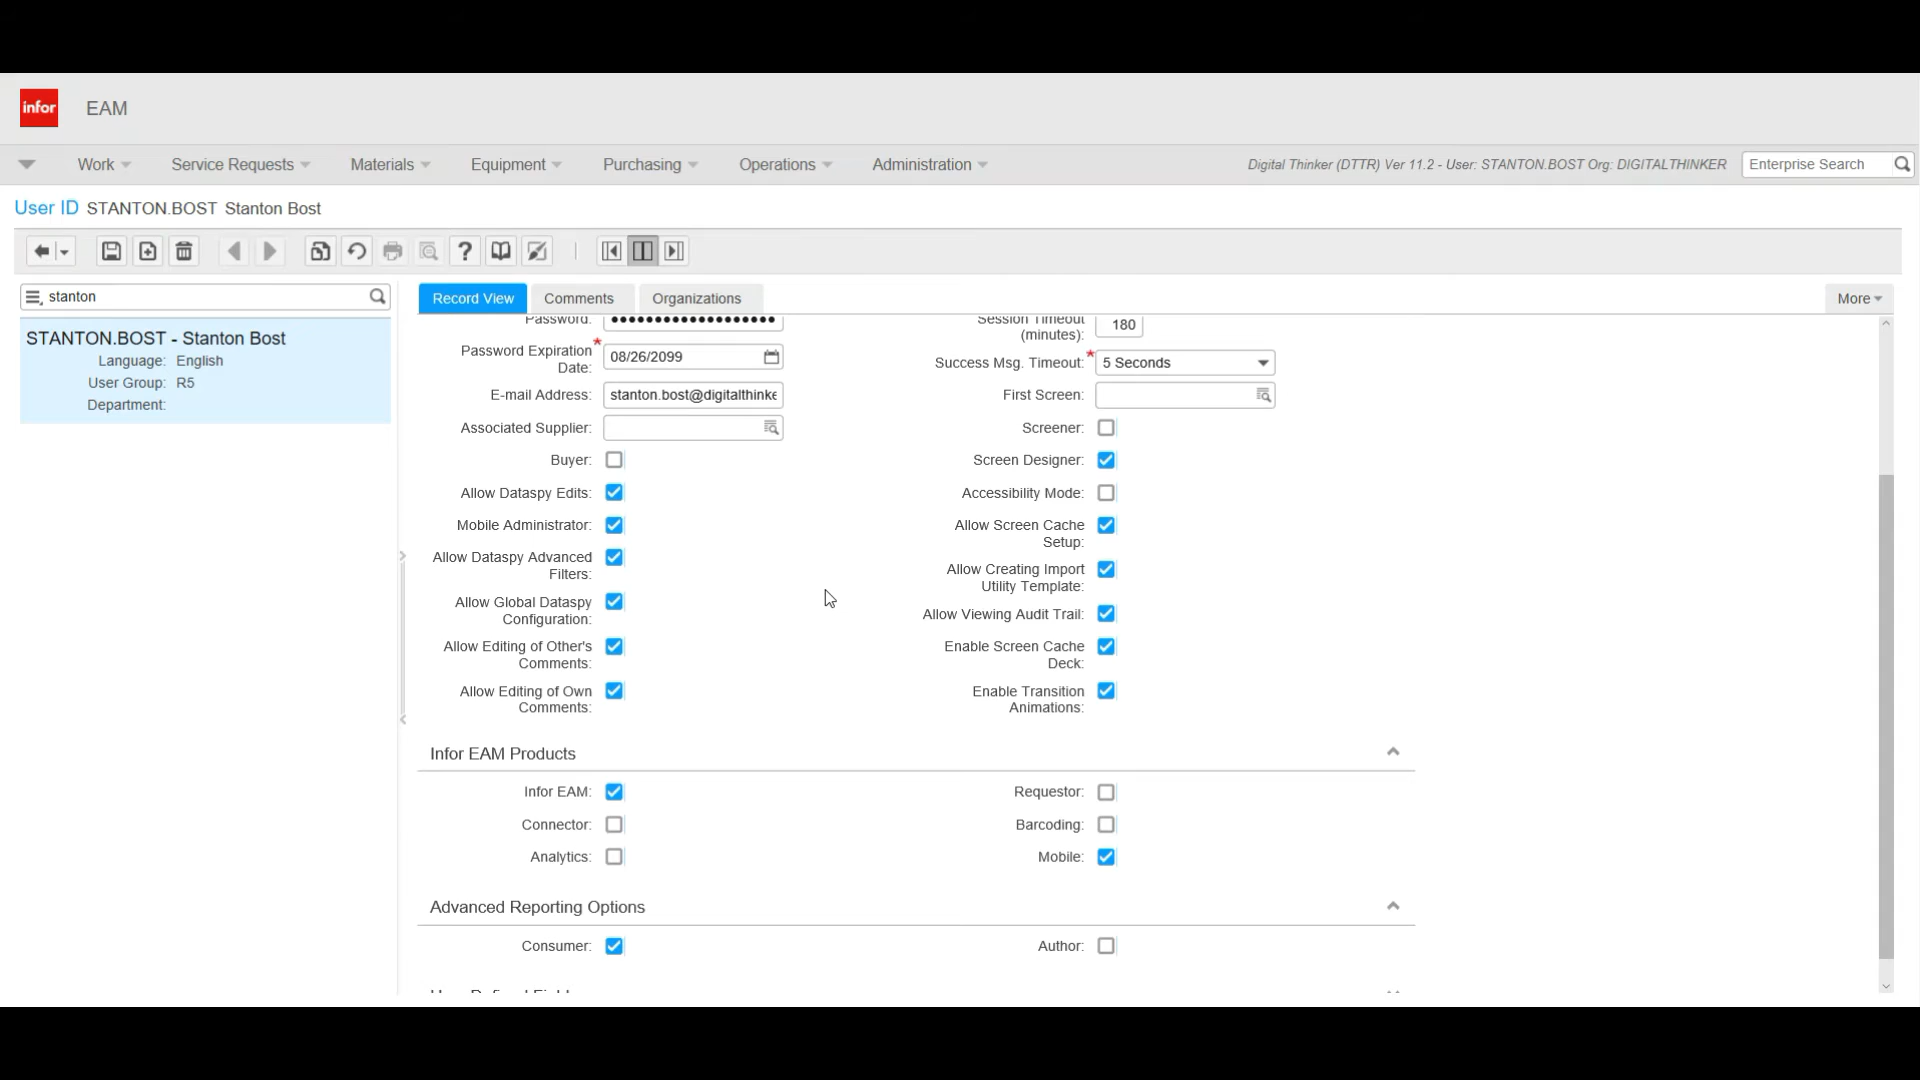 infor EAM
Work Service Requests Materials Equipment Purchasing Operations Administration Digital Thinker (DTTR) Ver 11.2 - User: STANTON.BOST Org: DIGITALTHINKER Enterprise Search
User ID STANTON.BOST Stanton Bost
stanton
STANTON.BOST - Stanton Bost
Language: English
User Group: R5
Department:
Record View Comments Organizations More
Password: Session Timeout
(minutes): 180
Password Expiration
Date: * 08/26/2099
Success Msg. Timeout: * 5 Seconds
E-mail Address: stanton.bost@digitalthinke
First Screen:
Associated Supplier:
Screener:
Buyer:
Screen Designer:
Allow Dataspy Edits:
Accessibility Mode:
Mobile Administrator:
Allow Screen Cache
Setup:
Allow Dataspy Advanced
Filters:
Allow Creating Import
Utility Template:
Allow Global Dataspy
Configuration:
Allow Viewing Audit Trail:
Allow Editing of Other's
Comments:
Enable Screen Cache
Deck:
Allow Editing of Own
Comments:
Enable Transition
Animations:
Infor EAM Products
Infor EAM: Requestor:
Connector: Barcoding:
Analytics: Mobile:
Advanced Reporting Options
Consumer: Author: